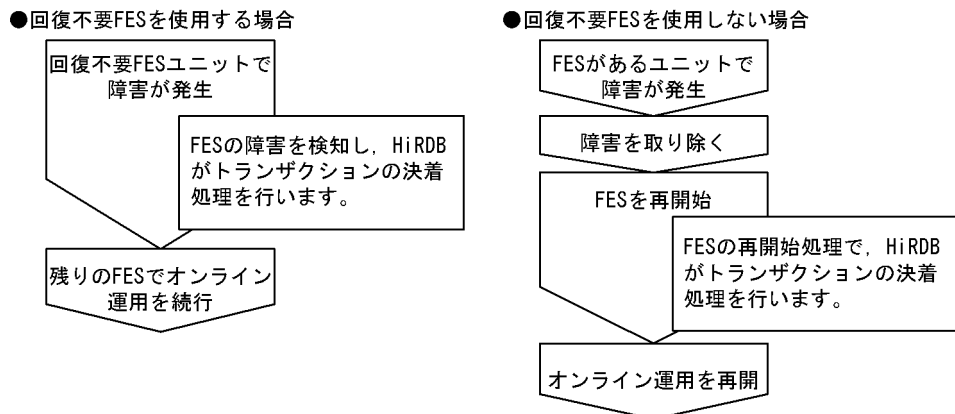 ●回復不要FESを使用する場合
回復不要FESユニットで
障害が発生
FESの障害を検知し，HiRDB
がトランザクションの決着
処理を行います。
残りのFESでオンライン
運用を続行
●回復不要FESを使用しない場合
FESがあるユニットで
障害が発生
障害を取り除く
FESを再開始
FESの再開始処理で，HiRDB
がトランザクションの決着
処理を行います。
オンライン運用を再開